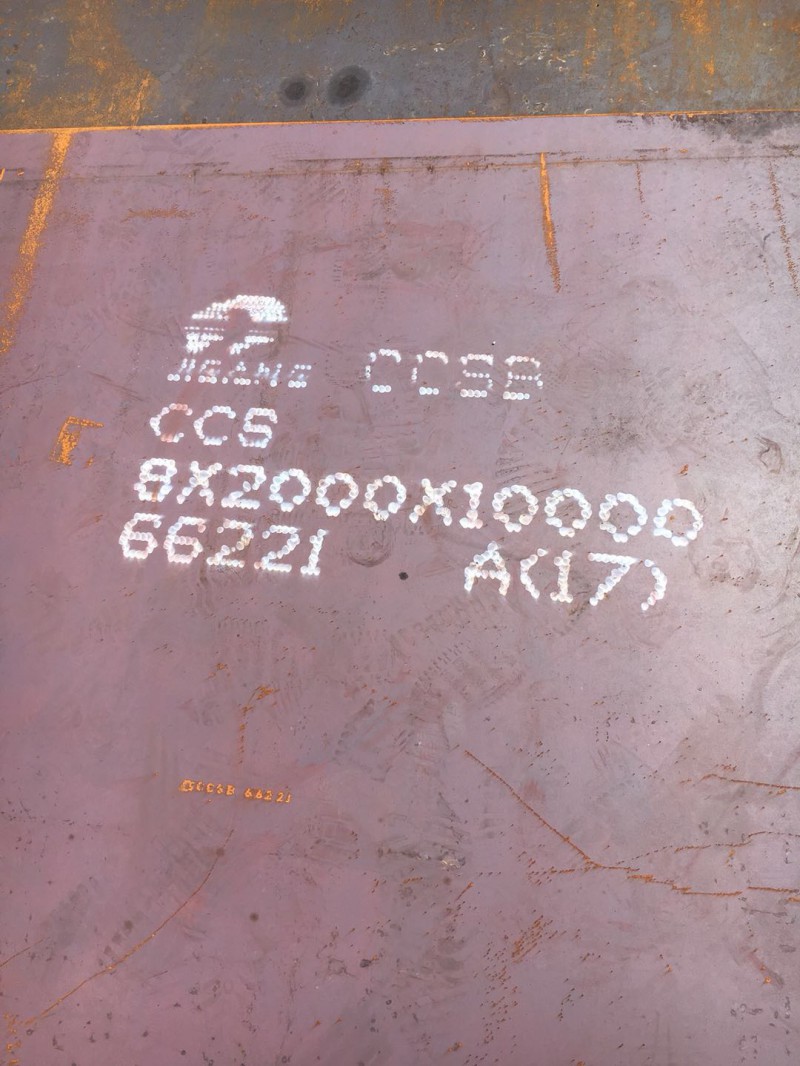 CCSB
CCS
8X2000X10000
66221 A(17)
CCSB 66221